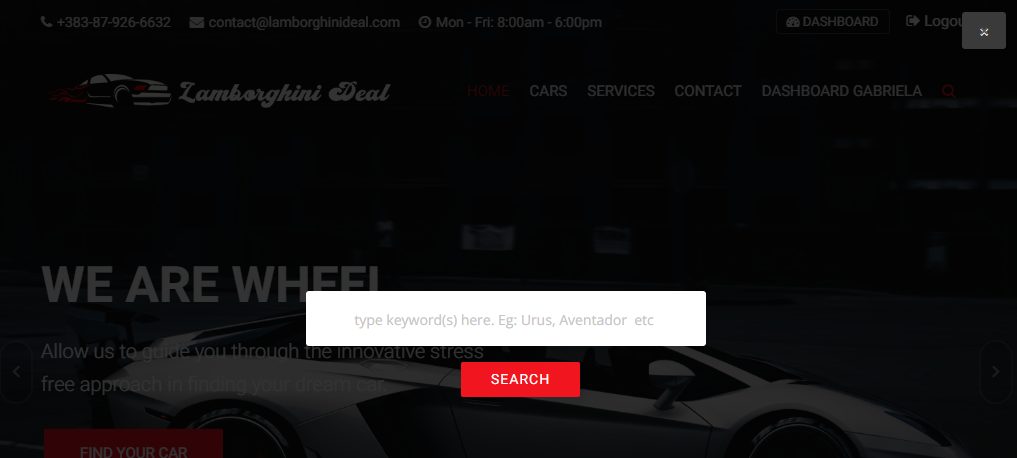 +383-87-926-6632 contact@lamborghinideal.com Mon - Fri: 8:00am - 6:00pm DASHBOARD Logou ×
Lamborghini Deal HOME CARS SERVICES CONTACT DASHBOARD GABRIELA
WE ARE WHEEL
type keyword(s) here. Eg: Urus, Aventador etc
Allow us to guide you through the innovative stress
free approach in finding your dream car
SEARCH
FIND YOUR CAR